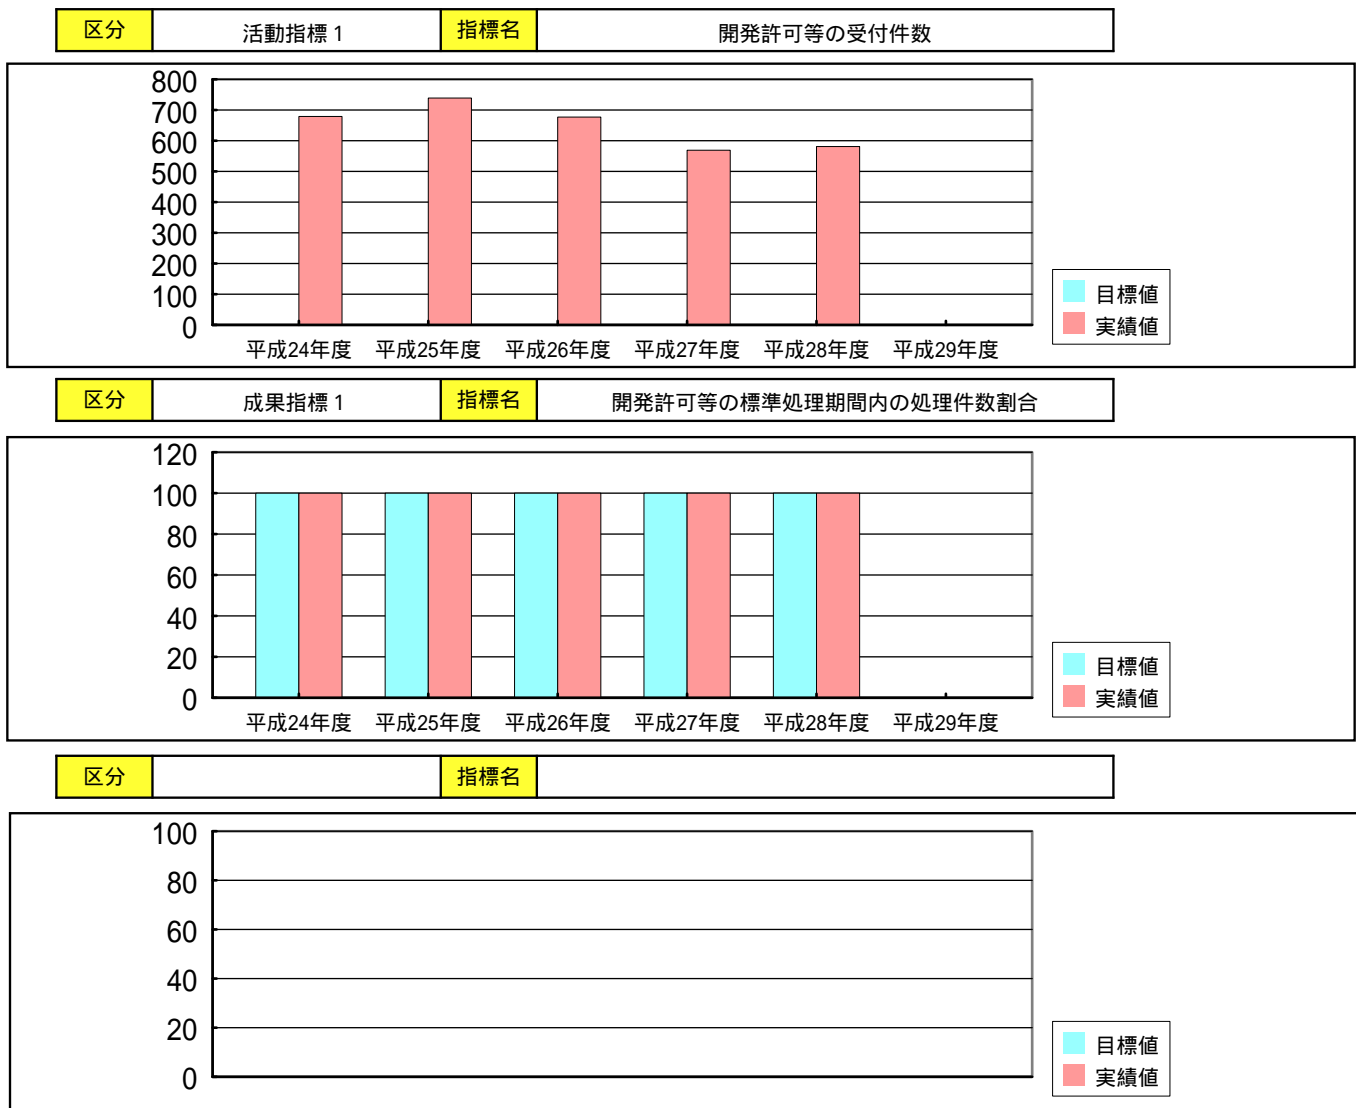 区分 活動指標1 指標名 開発許可等の受付件数
800
700
600
500
400
300
200
100
0
平成24年度 平成25年度 平成26年度 平成27年度 平成28年度 平成29年度
目標値
実績値
区分 成果指標1 指標名 開発許可等の標準処理期間内の処理件数割合
120
100
80
60
40
20
0
平成24年度 平成25年度 平成26年度 平成27年度 平成28年度 平成29年度
目標値
実績値
区分 指標名
100
80
60
40
20
0
目標値
実績値